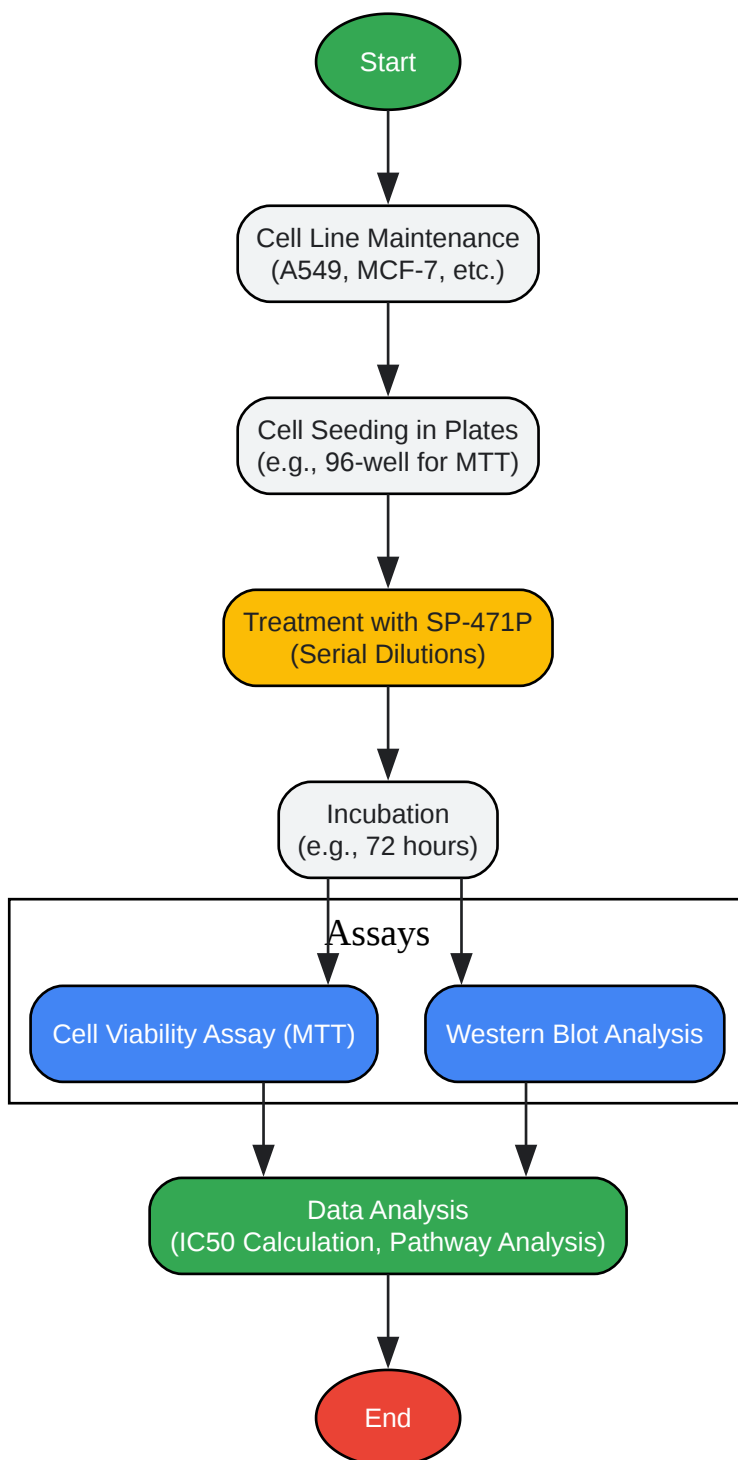 Start
Cell Line Maintenance
(A549, MCF-7, etc.)
Cell Seeding in Plates
(e.g., 96-well for MTT)
Treatment with SP-471P
(Serial Dilutions)
Incubation
(e.g., 72 hours)
Assays
Cell Viability Assay (MTT)
Western Blot Analysis
Data Analysis
(IC50 Calculation, Pathway Analysis)
End